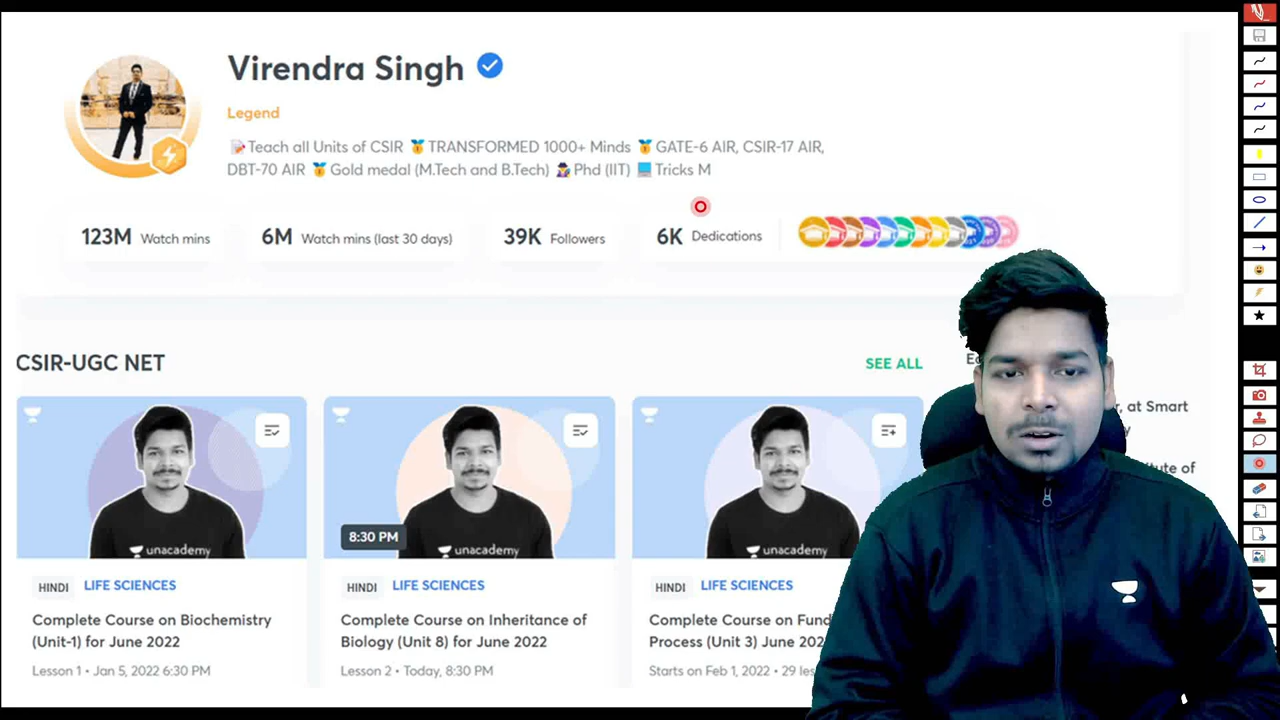 Virendra Singh
Legend
📝Teach all Units of CSIR 🥇TRANSFORMED 1000+ Minds 🥇GATE-6 AIR, CSIR-17 AIR,
DBT-70 AIR 🥇Gold medal (M.Tech and B.Tech) 👨‍🎓Phd (IIT) 💻Tricks M
123M Watch mins
6M Watch mins (last 30 days)
39K Followers
6K Dedications
CSIR-UGC NET
SEE ALL
, at Smart
unacademy
unacademy
unacademy
8:30 PM
HINDI LIFE SCIENCES
Complete Course on Biochemistry
(Unit-1) for June 2022
Lesson 1 • Jan 5, 2022 6:30 PM
HINDI LIFE SCIENCES
Complete Course on Inheritance of
Biology (Unit 8) for June 2022
Lesson 2 • Today, 8:30 PM
HINDI LIFE SCIENCES
Complete Course on
Process (Unit 3) June 202
Starts on Feb 1, 2022 • 29
of